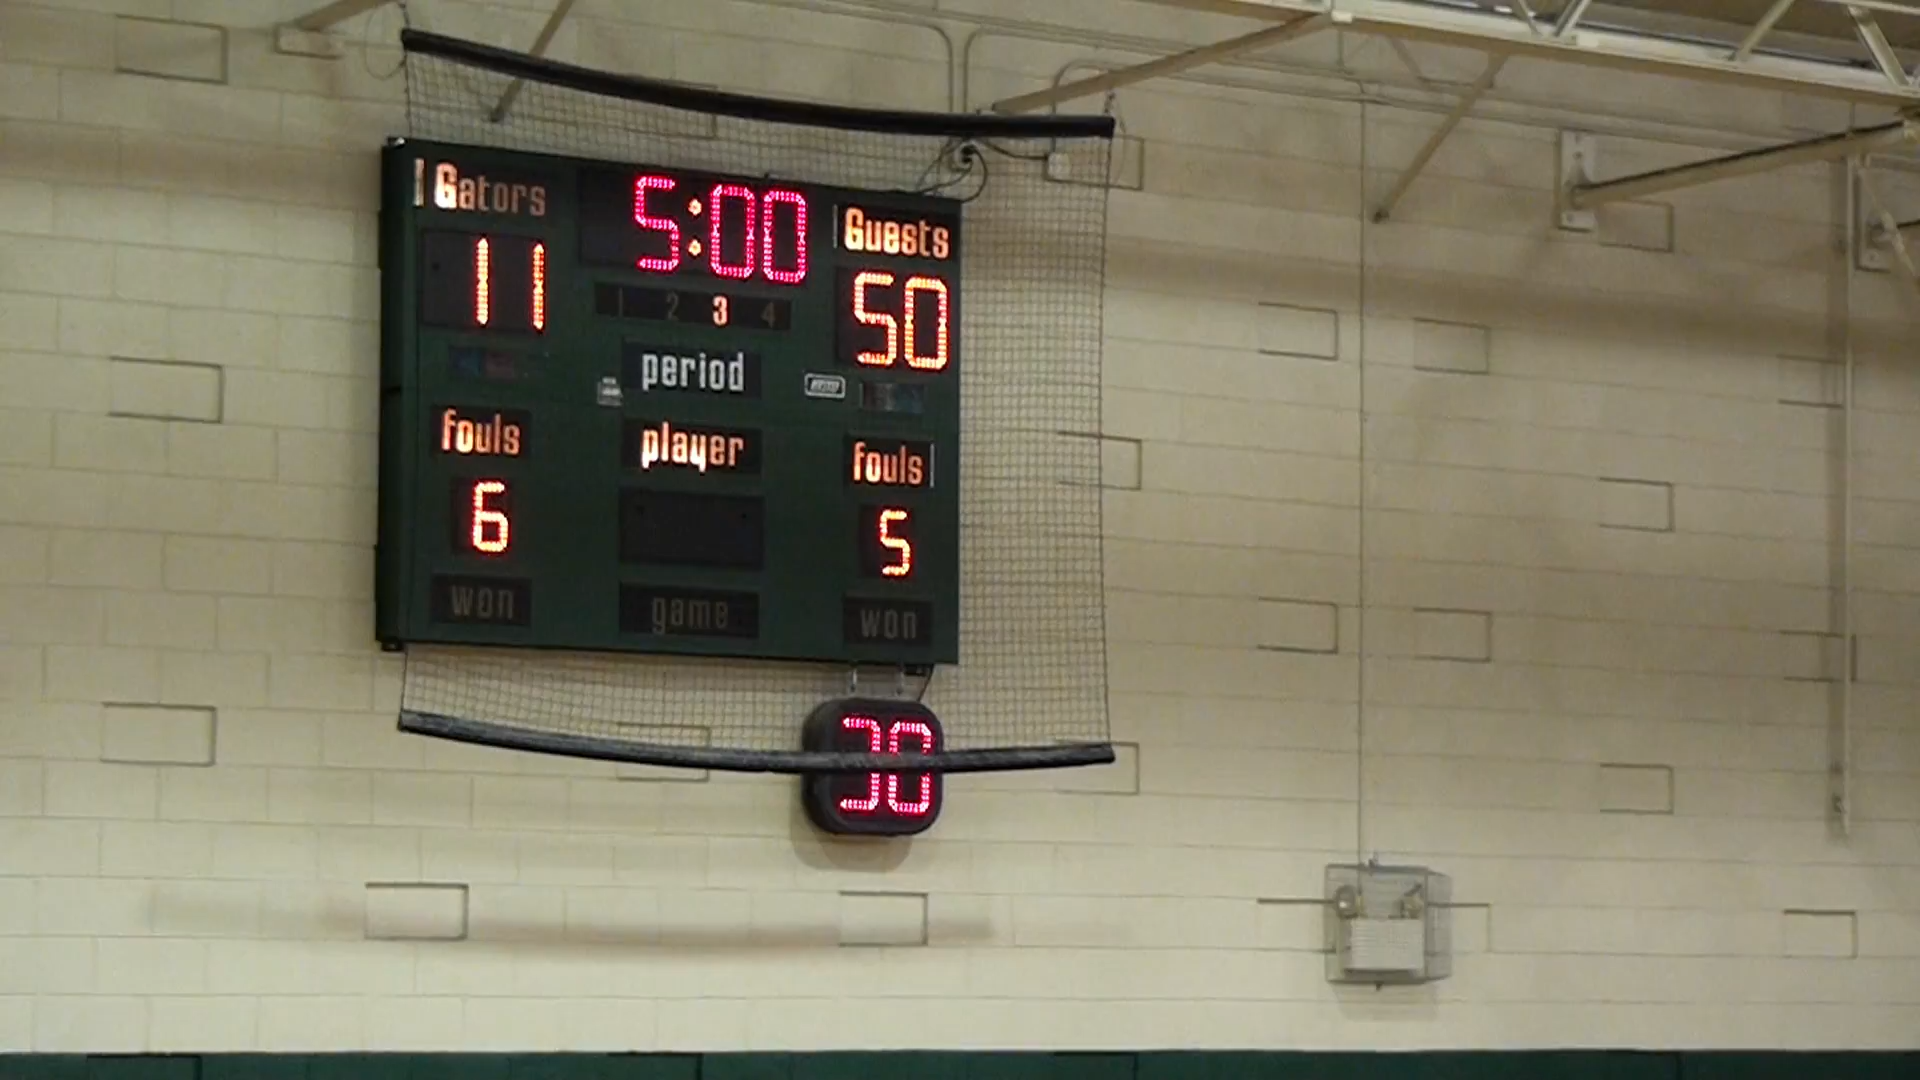 Gators 5:00 Guests
11 50
1 2 3 4
period
fouls player fouls
6 5
won game won
30